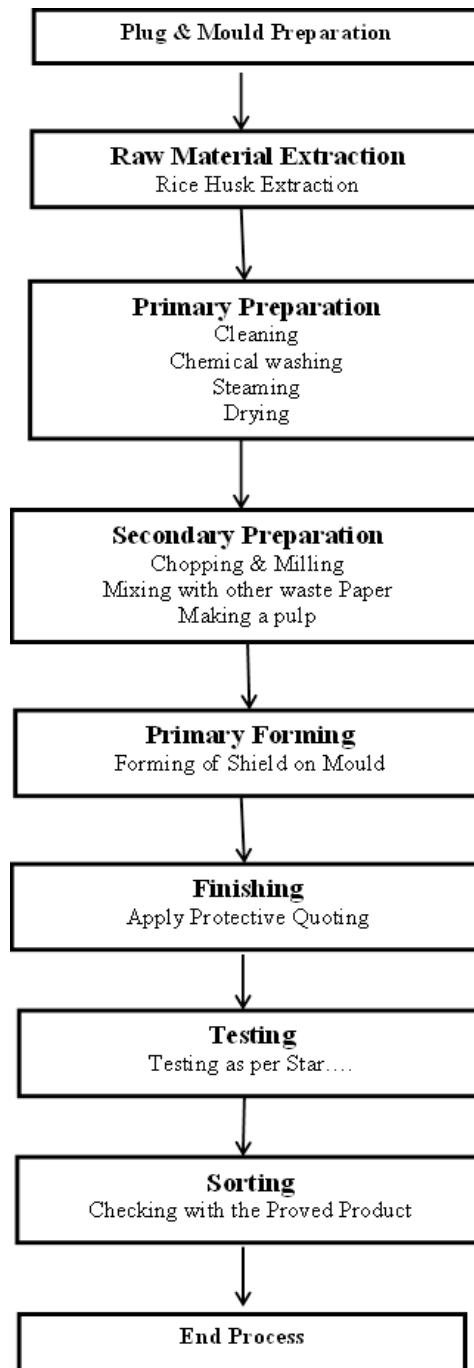 Plug & Mould Preparation
Raw Material Extraction
Rice Husk Extraction
Primary Preparation
Cleaning
Chemical washing
Steaming
Drying
Secondary Preparation
Chopping & Milling
Mixing with other waste Paper
Making a pulp
Primary Forming
Forming of Shield on Mould
Finishing
Apply Protective Quoting
Testing
Testing as per Star....
Sorting
Checking with the Proved Product
End Process